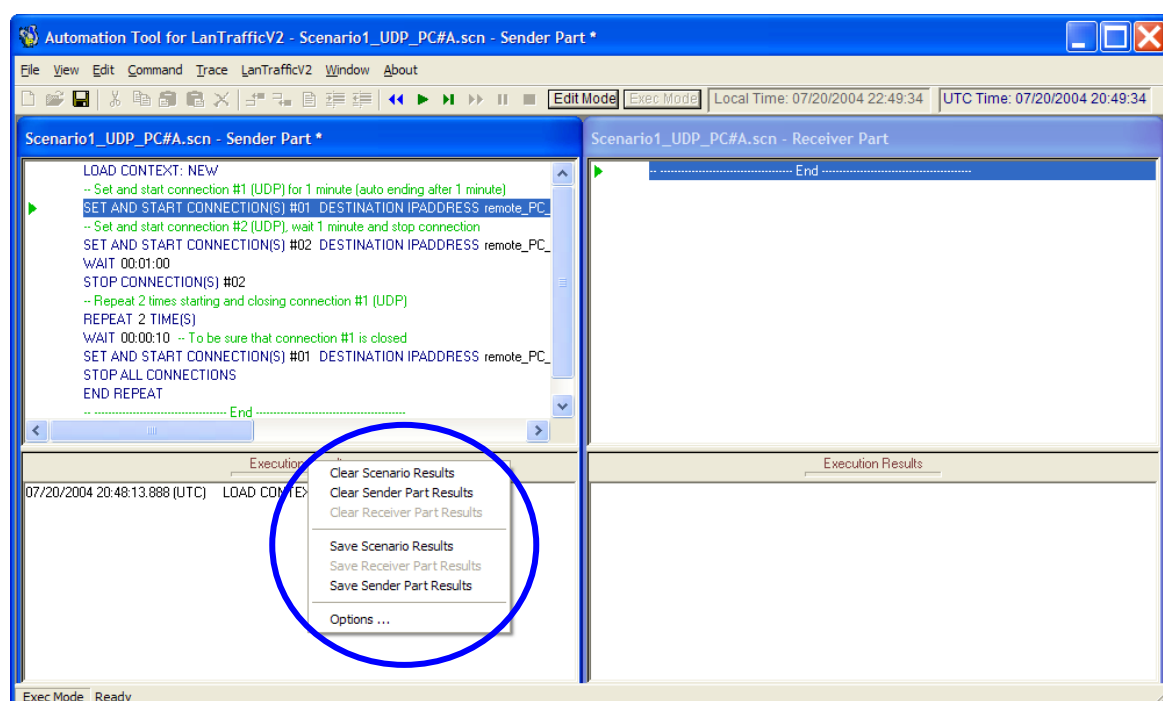 Automation Tool for LanTrafficV2 - Scenario1_UDP_PC#A.scn - Sender Part *
File View Edit Command Trace LanTrafficV2 Window About
Edit Mode Exec Mode Local Time: 07/20/2004 22:49:34 UTC Time: 07/20/2004 20:49:34
Scenario1_UDP_PC#A.scn - Sender Part *
LOAD CONTEXT: NEW
-- Set and start connection #1 (UDP) for 1 minute (auto ending after 1 minute)
SET AND START CONNECTION(S) #01 DESTINATION IPADDRESS remote_PC_
-- Set and start connection #2 (UDP), wait 1 minute and stop connection
SET AND START CONNECTION(S) #02 DESTINATION IPADDRESS remote_PC_
WAIT 00:01:00
STOP CONNECTION(S) #02
-- Repeat 2 times starting and closing connection #1 (UDP)
REPEAT 2 TIME(S)
WAIT 00:00:10 -- To be sure that connection #1 is closed
SET AND START CONNECTION(S) #01 DESTINATION IPADDRESS remote_PC_
STOP ALL CONNECTIONS
END REPEAT
-- ------------------------------------ End ------------------------------------------
Scenario1_UDP_PC#A.scn - Receiver Part
-- ------------------------------------ End ------------------------------------------
Execution
07/20/2004 20:48:13.888 (UTC) LOAD CONTEX
Clear Scenario Results
Clear Sender Part Results
Clear Receiver Part Results
Save Scenario Results
Save Receiver Part Results
Save Sender Part Results
Options ...
Execution Results
Exec Mode Ready